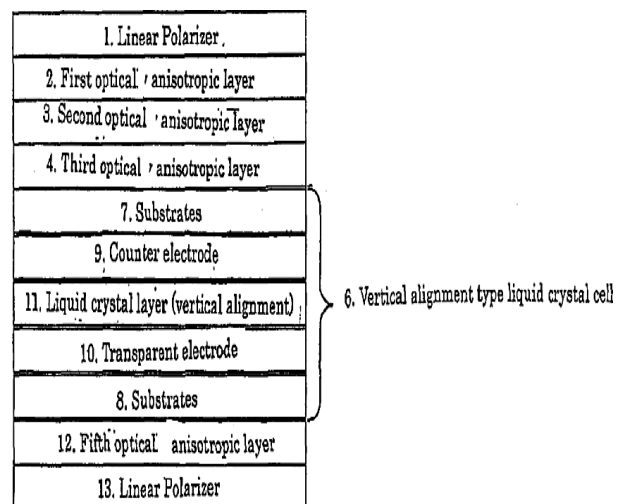 1. Linear Polarizer.
2. First optical anisotropic layer
3. Second optical anisotropic layer
4. Third optical anisotropic layer
7. Substrates
9. Counter electrode
11. Liquid crystal layer (vertical alignment)
6. Vertical alignment type liquid crystal cell
10. Transparent electrode
8. Substrates
12. Fifth optical anisotropic layer
13. Linear Polarizer